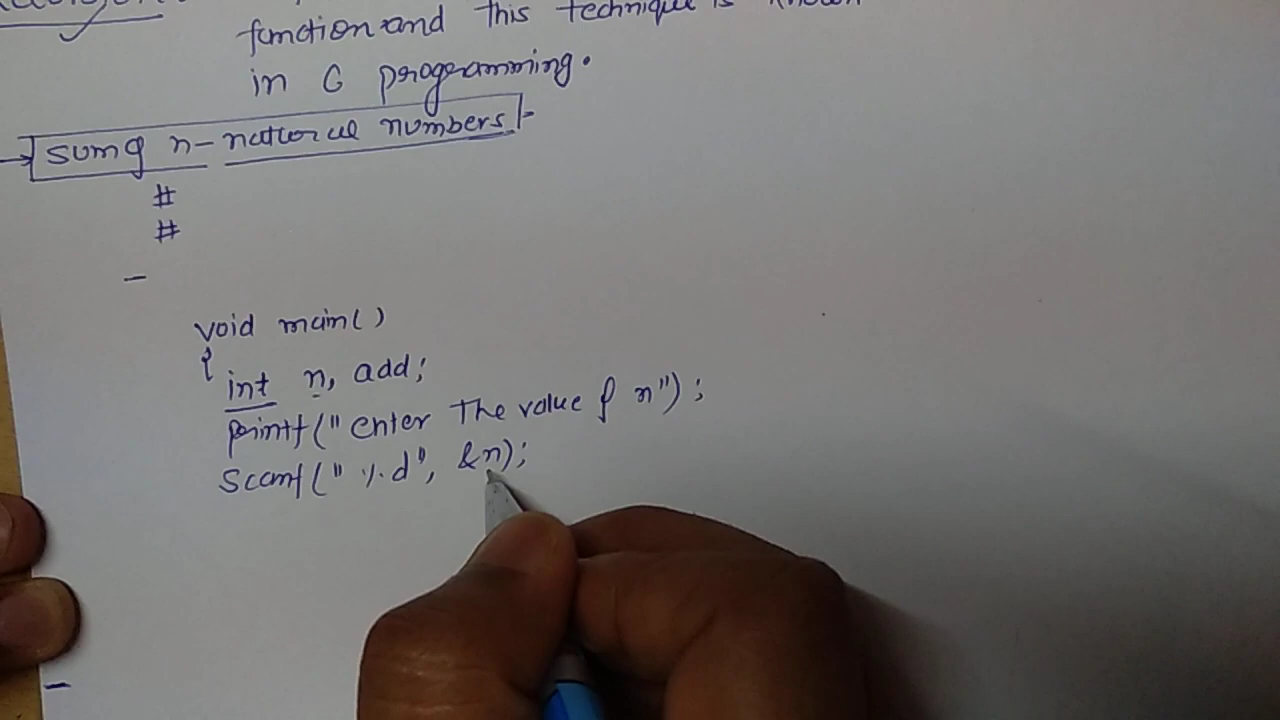 function and this technique is known
in C programming.
→ sum of n- natural numbers :-
#
#
void main()
{ int n, add;
printf(" enter the value of n");
scanf(" %d", &n);